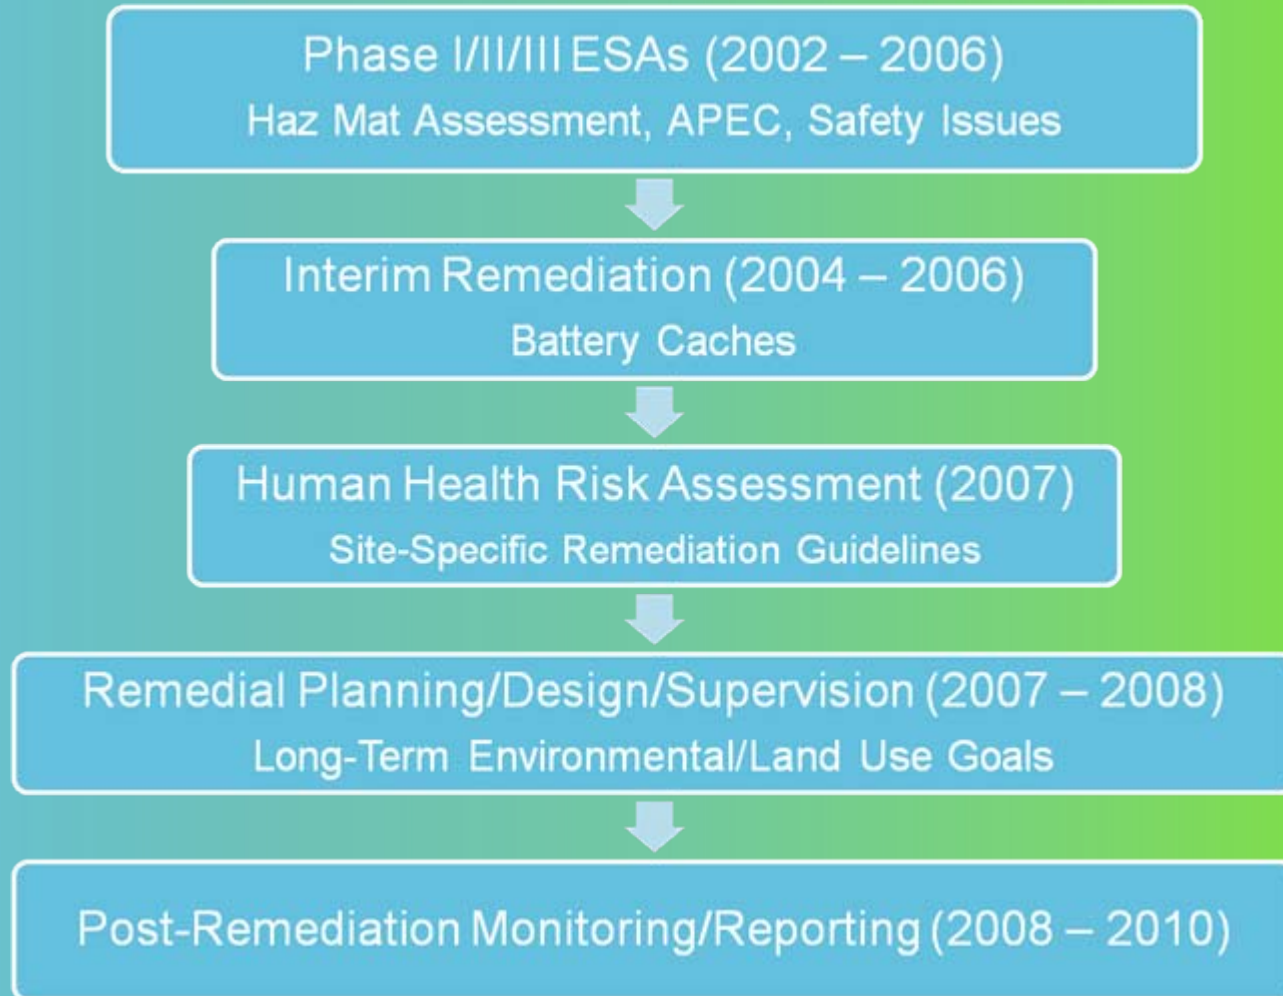 Phase I/II/III ESAs (2002 – 2006)
Haz Mat Assessment, APEC, Safety Issues
Interim Remediation (2004 – 2006)
Battery Caches
Human Health Risk Assessment (2007)
Site-Specific Remediation Guidelines
Remedial Planning/Design/Supervision (2007 – 2008)
Long-Term Environmental/Land Use Goals
Post-Remediation Monitoring/Reporting (2008 – 2010)